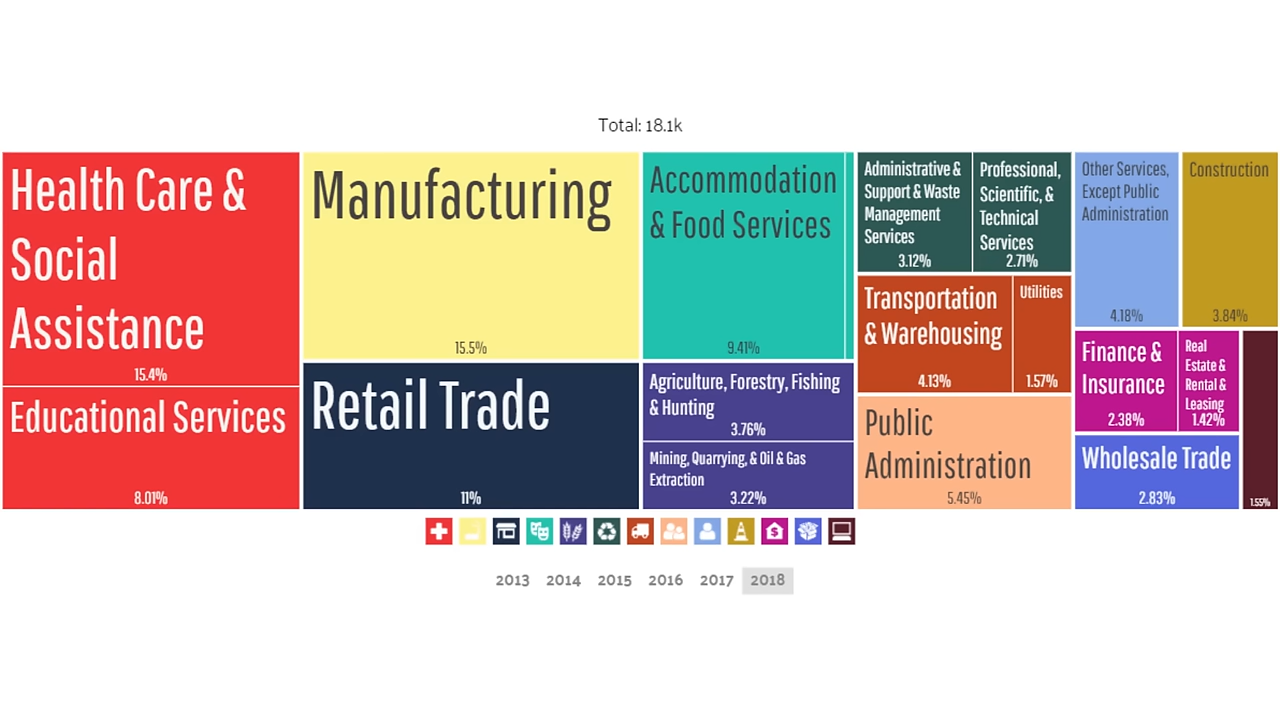 Total: 18.1k
Health Care &
Social
Assistance
15.4%
Educational Services
8.01%
Manufacturing
15.5%
Retail Trade
11%
Accommodation
& Food Services
9.41%
Agriculture, Forestry, Fishing
& Hunting
3.76%
Mining, Quarrying, & Oil & Gas
Extraction
3.22%
Administrative &
Support & Waste
Management
Services
3.12%
Professional,
Scientific, &
Technical
Services
2.71%
Transportation
& Warehousing
4.13%
Utilities
1.57%
Public
Administration
5.45%
Other Services,
Except Public
Administration
4.18%
Construction
3.84%
Finance &
Insurance
2.38%
Real
Estate &
Rental &
Leasing
1.42%
Wholesale Trade
2.83%
1.55%
2013 2014 2015 2016 2017 2018